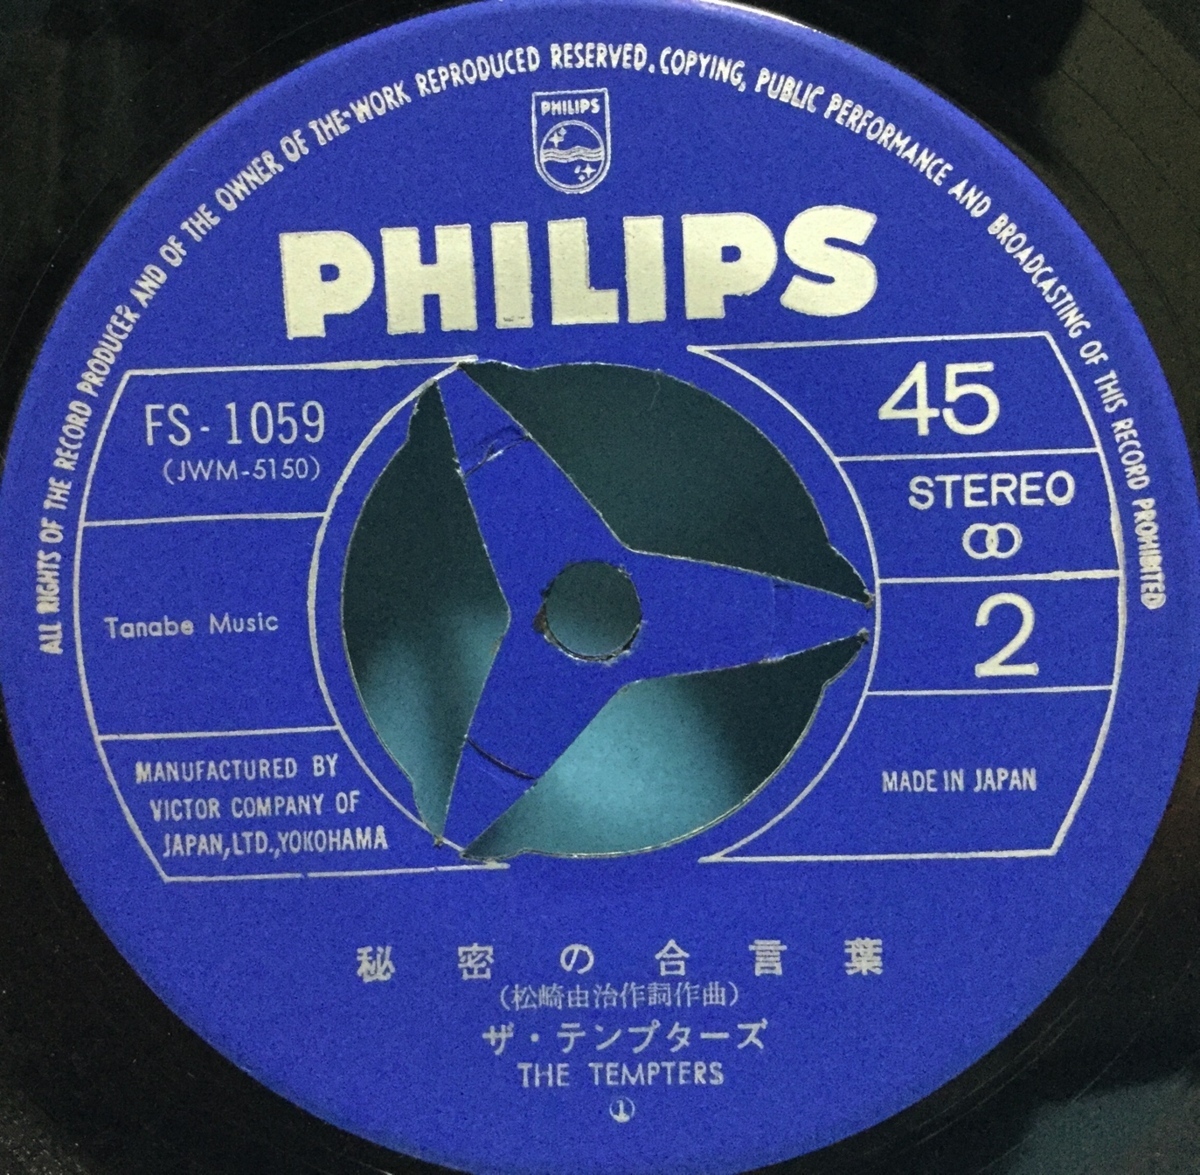 ALL RIGHTS OF THE RECORD PRODUCER AND OF THE OWNER OF THE-WORK REPRODUCED RESERVED. COPYING, PUBLIC PERFORMANCE AND BROADCASTING OF THIS RECORD PROHIBITED
PHILIPS
PHILIPS
FS-1059
(JWM-5150)
Tanabe Music
MANUFACTURED BY
VICTOR COMPANY OF
JAPAN,LTD.,YOKOHAMA
45
STEREO
2
MADE IN JAPAN
秘密の合言葉
(松崎由治作詞作曲)
ザ・テンプターズ
THE TEMPTERS
①